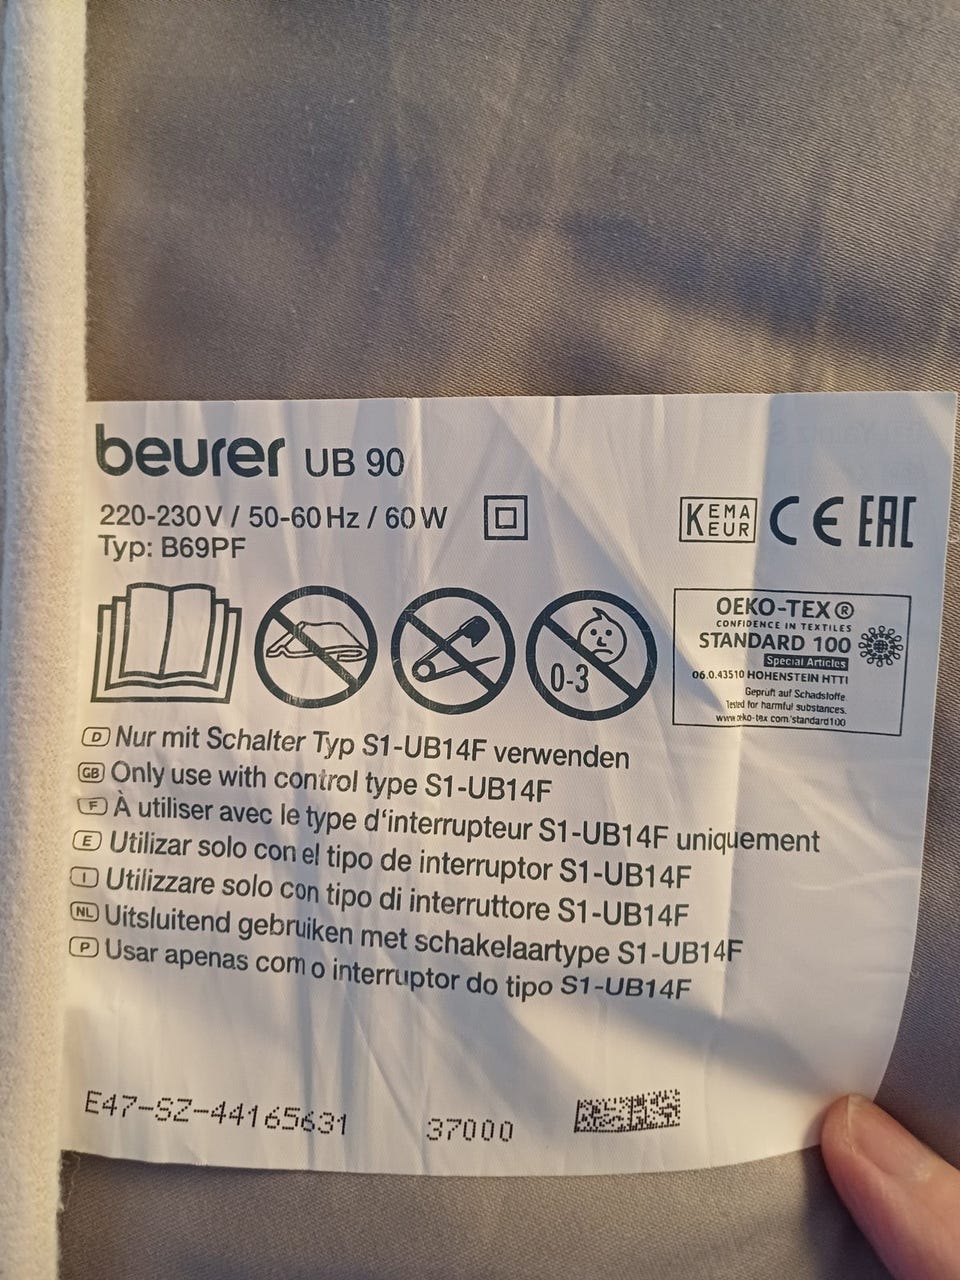 beurer UB 90
220-230V / 50-60Hz / 60W
Typ: B69PF
KEMA
KEUR
CE EAC
0-3
OEKO-TEX®
CONFIDENCE IN TEXTILES
STANDARD 100
Special Articles
06.0.43510 HOHENSTEIN HTTI
Geprüft auf Schadstoffe.
Tested for harmful substances.
www.oeko-tex.com/standard100
D Nur mit Schalter Typ S1-UB14F verwenden
GB Only use with control type S1-UB14F
F À utiliser avec le type d'interrupteur S1-UB14F uniquement
E Utilizar solo con el tipo de interruptor S1-UB14F
I Utilizzare solo con tipo di interruttore S1-UB14F
NL Uitsluitend gebruiken met schakelaartype S1-UB14F
P Usar apenas com o interruptor do tipo S1-UB14F
E47-SZ-44165631 37000